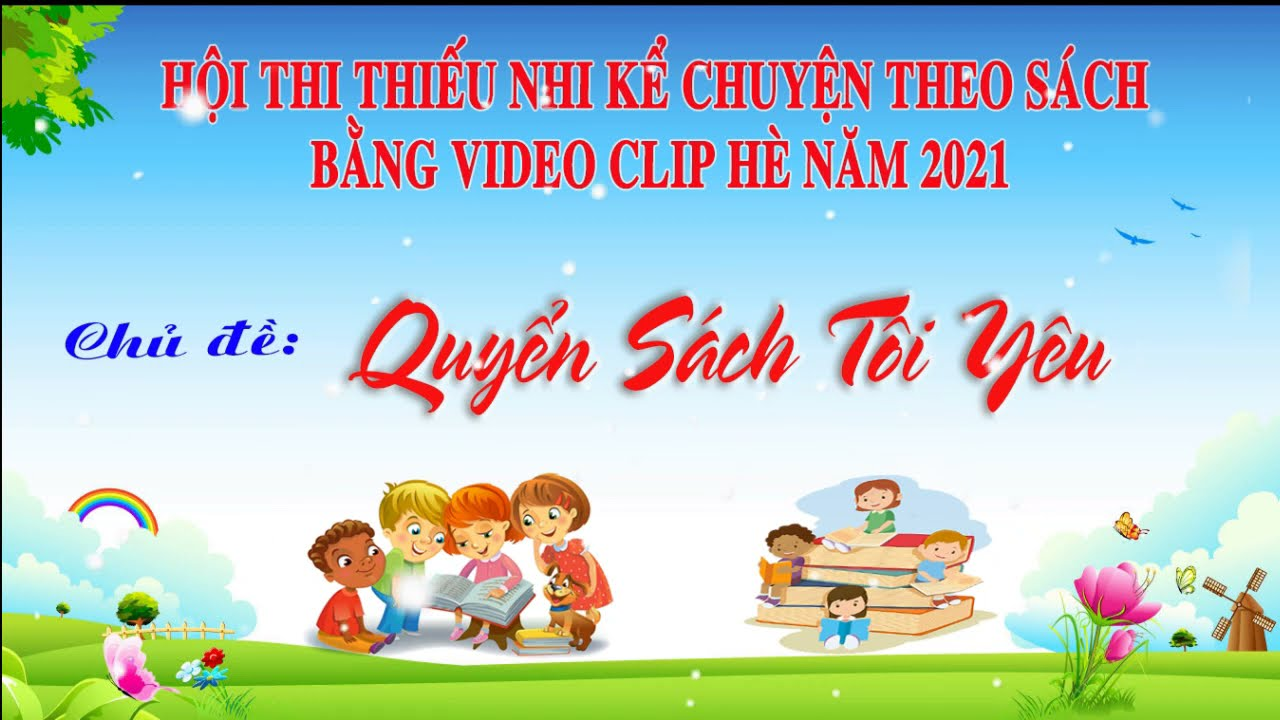 HỘI THI THIẾU NHI KỂ CHUYỆN THEO SÁCH
BẰNG VIDEO CLIP HÈ NĂM 2021
Chủ đề: Quyển Sách Tôi Yêu